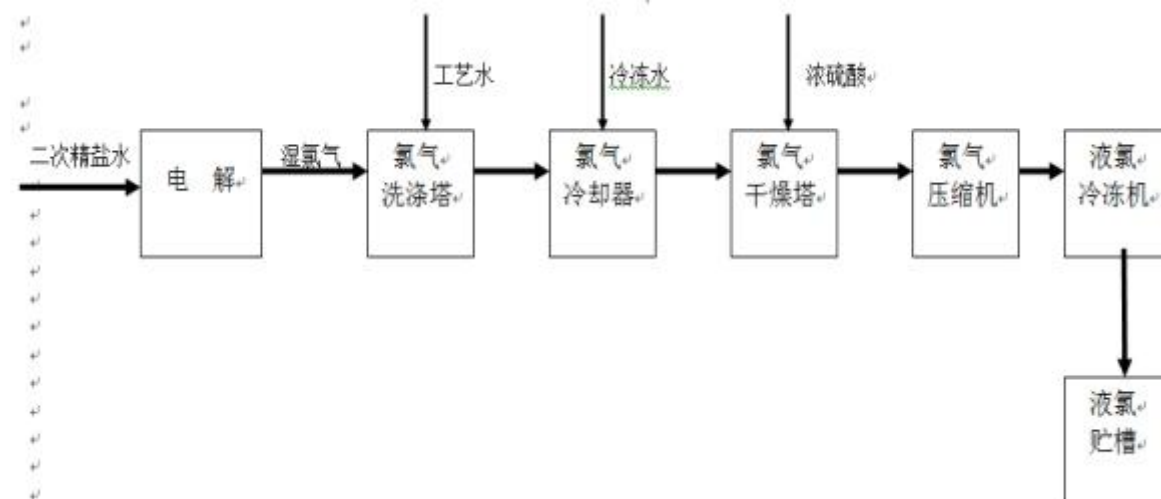 工艺水
冷冻水
浓硫酸
二次精盐水
电 解
湿氯气
氯气
洗涤塔
氯气
冷却器
氯气
干燥塔
氯气
压缩机
液氯
冷冻机
液氯
贮槽